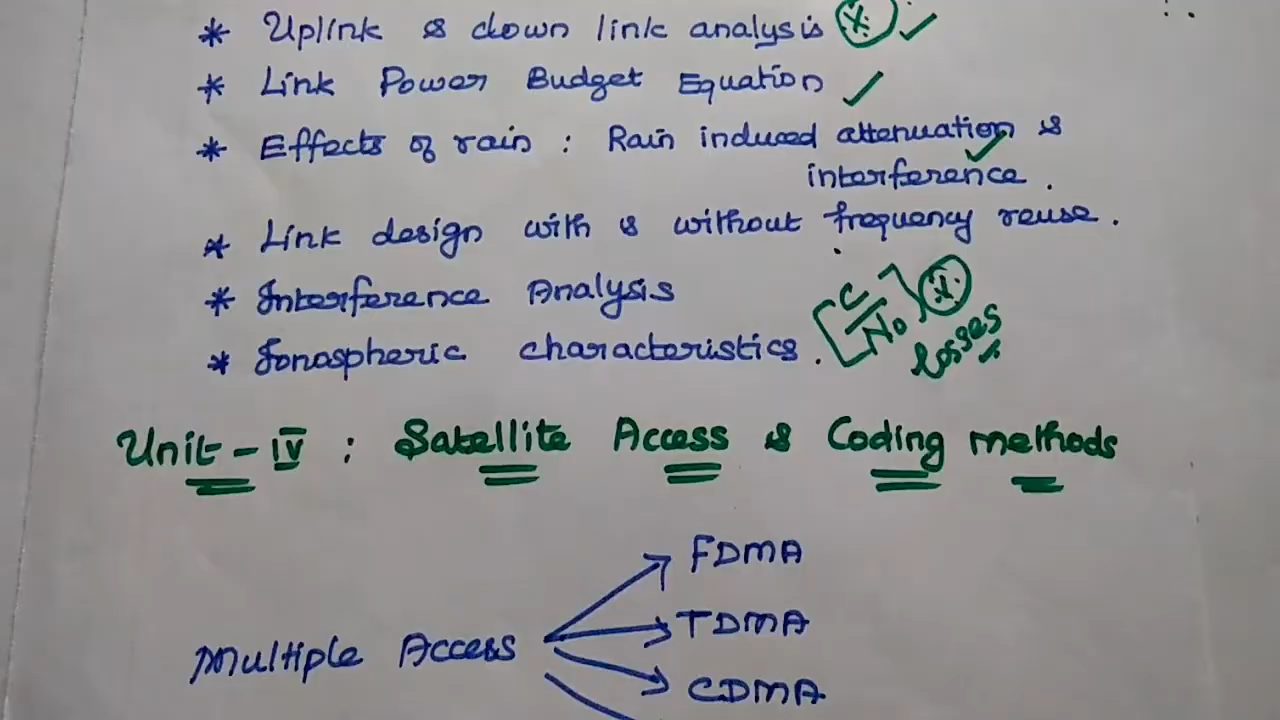 * Uplink & down link analysis (*) ✓
* Link Power Budget Equation ✓
* Effects of rain : Rain induced attenuation &
interference . ✓
* Link design with & without frequency reuse .
* Interference Analysis
* Ionaspheric characteristics .
[C/No] (*)
losses
Unit - IV : Satellite Access & Coding methods
Multiple Access
FDMA
TDMA
CDMA